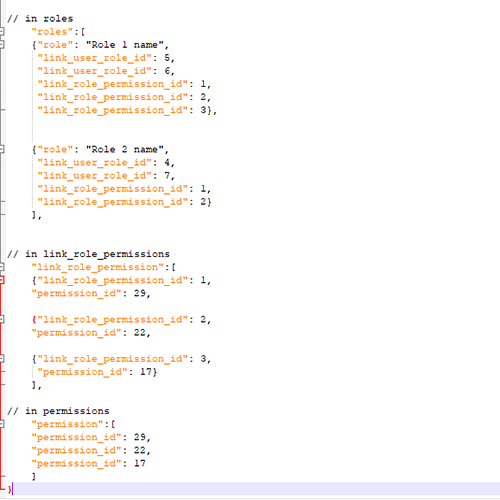 // in roles
"roles":[
{"role": "Role 1 name",
"link_user_role_id": 5,
"link_user_role_id": 6,
"link_role_permission_id": 1,
"link_role_permission_id": 2,
"link_role_permission_id": 3},
{"role": "Role 2 name",
"link_user_role_id": 4,
"link_user_role_id": 7,
"link_role_permission_id": 1,
"link_role_permission_id": 2}
],
// in link_role_permissions
"link_role_permission":[
{"link_role_permission_id": 1,
"permission_id": 29,
{"link_role_permission_id": 2,
"permission_id": 22,
{"link_role_permission_id": 3,
"permission_id": 17}
],
// in permissions
"permission":[
"permission_id": 29,
"permission_id": 22,
"permission_id": 17
]
}